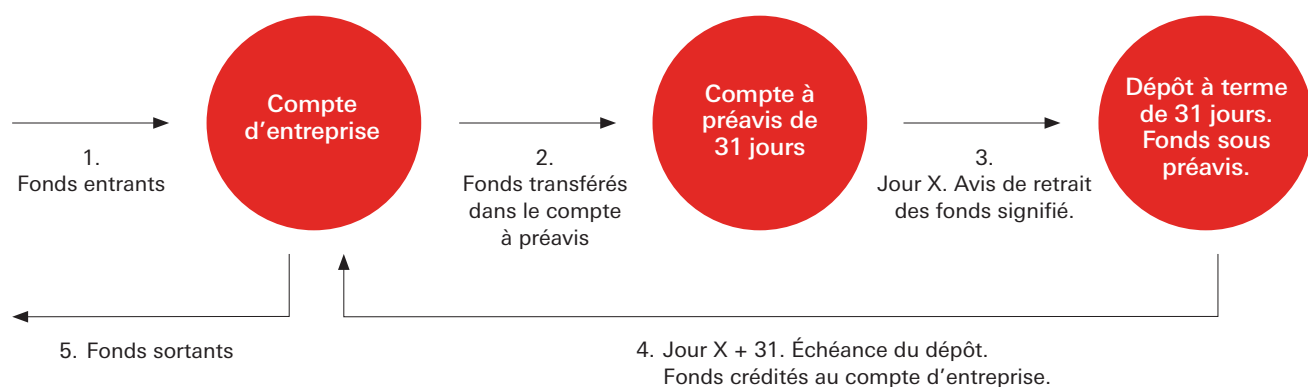 Compte
d'entreprise
Compte à
préavis de
31 jours
Dépôt à terme
de 31 jours.
Fonds sous
préavis.
1.
Fonds entrants
2.
Fonds transférés
dans le compte
à préavis
3.
Jour X. Avis de retrait
des fonds signifié.
5. Fonds sortants
4. Jour X + 31. Échéance du dépôt.
Fonds crédités au compte d'entreprise.